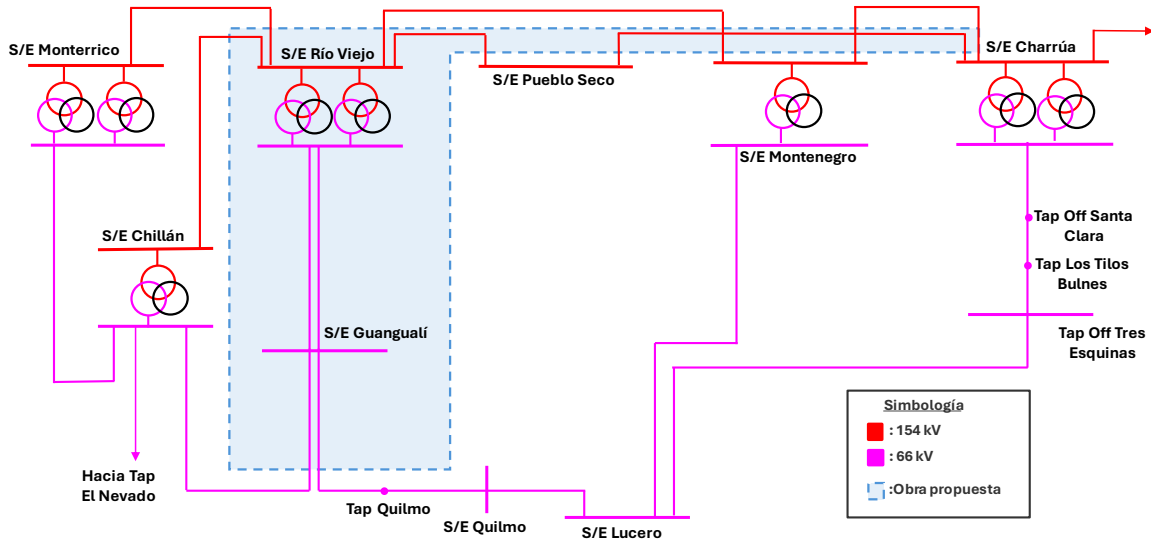 S/E Monterrico
S/E Río Viejo
S/E Pueblo Seco
S/E Charrúa
S/E Montenegro
S/E Chillán
Tap Off Santa
Clara
Tap Los Tilos
Bulnes
S/E Guangualí
Tap Off Tres
Esquinas
Simbología
: 154 kV
: 66 kV
:Obra propuesta
Hacia Tap
El Nevado
Tap Quilmo
S/E Quilmo
S/E Lucero